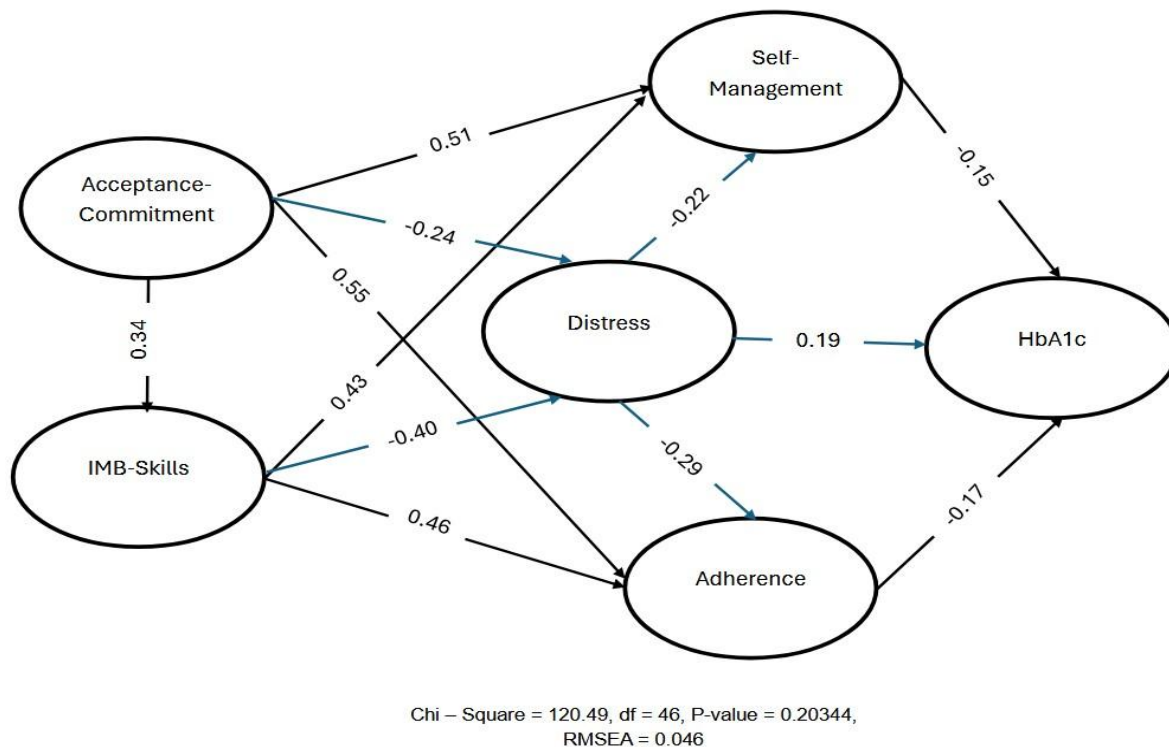 Self-
Management
0.51
-0.15
Acceptance-
Commitment
-0.22
-0.24
0.55
Distress
0.19
HbA1c
0.34
0.43
-0.40
-0.29
IMB-Skills
0.46
-0.17
Adherence
Chi – Square = 120.49, df = 46, P-value = 0.20344,
RMSEA = 0.046